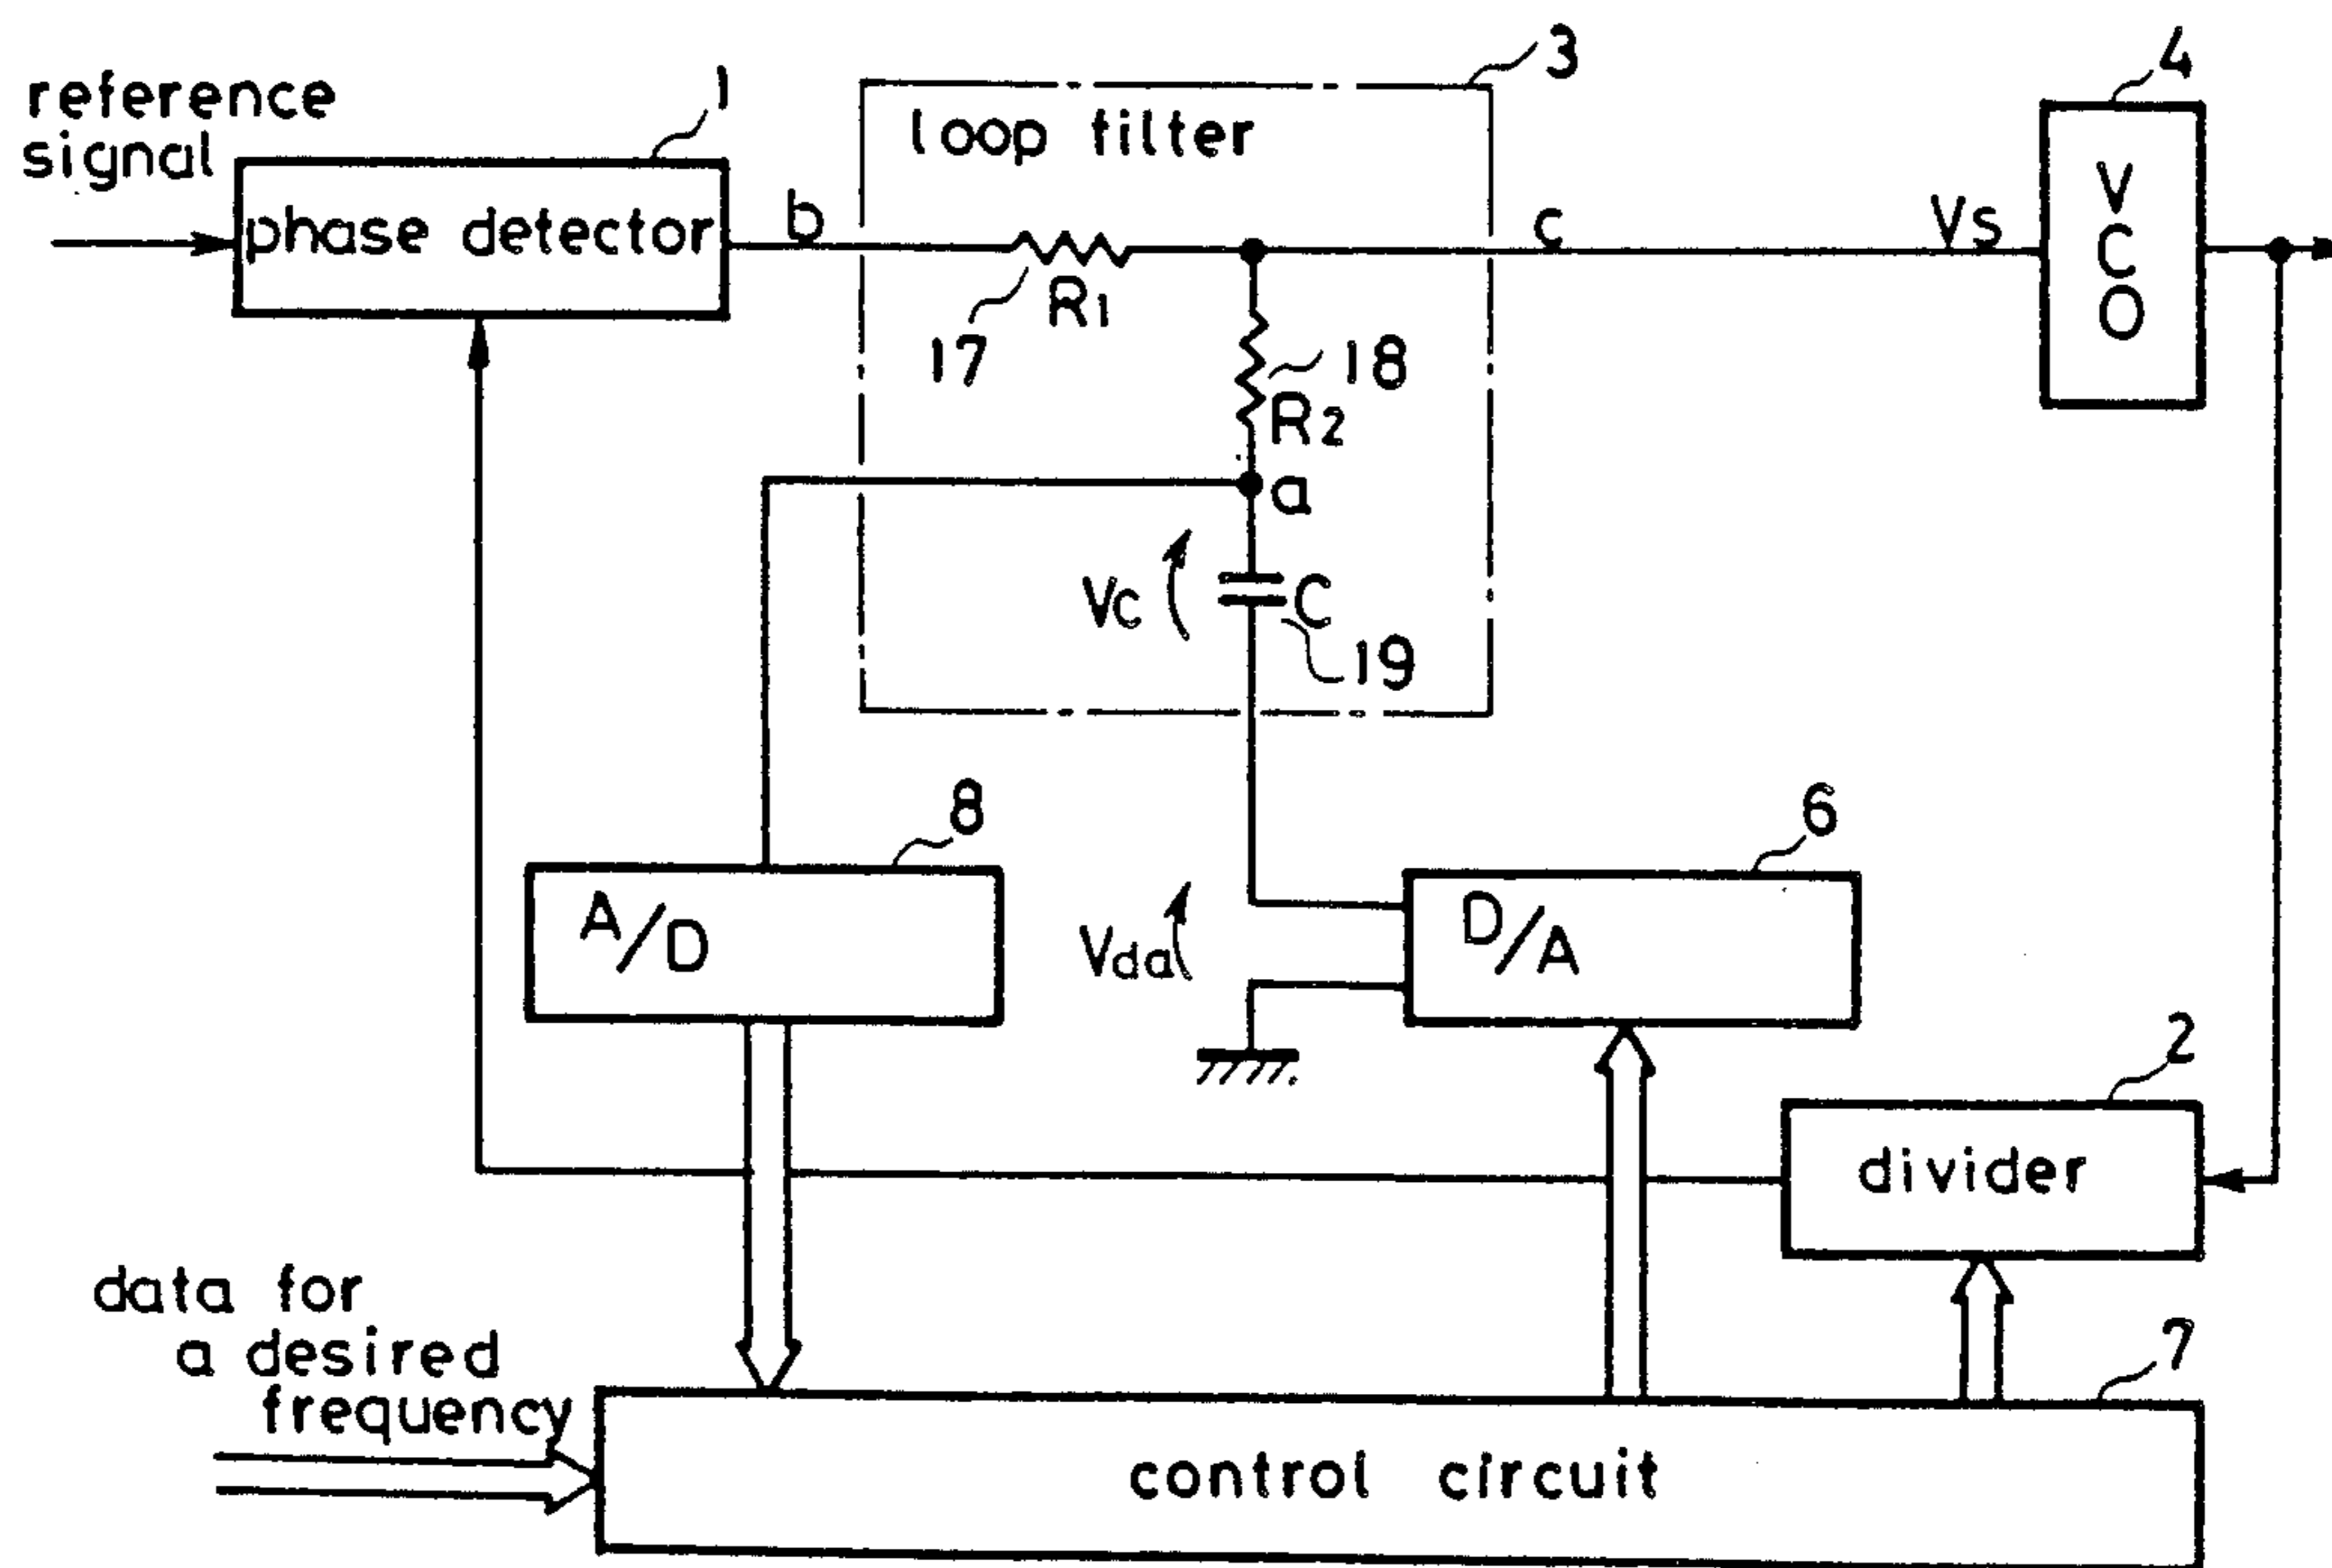 reference
signal
1
phase detector
b
3
loop filter
17
R1
18
R2
a
Vc
C
19
c
Vs
4
VCO
8
A/D
Vda
6
D/A
2
divider
data for
a desired
frequency
7
control circuit